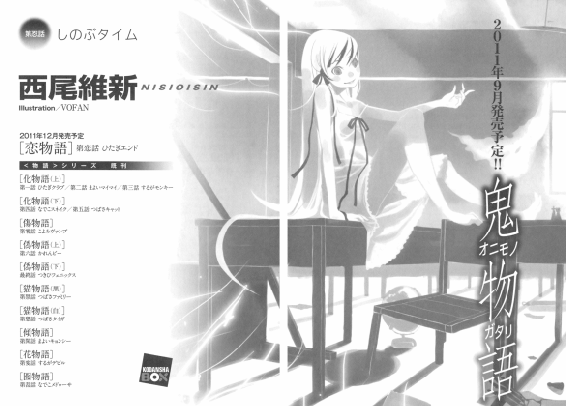 2011年9月発売予定!!
鬼物語
オニモノガタリ
第忍話 しのぶタイム
西尾維新 NISIOISIN
Illustration/VOFAN
2011年12月発売予定
[恋物語] 第恋話 ひたぎエンド
<物語>シリーズ 既刊
[化物語(上)]
第一話 ひたぎクラブ/第二話 まよいマイマイ/第三話 するがモンキー
[化物語(下)]
第四話 なでこスネイク/第五話 つばさキャット
[傷物語]
第零話 こよみヴァンプ
[偽物語(上)]
第六話 かれんビー
[偽物語(下)]
最終話 つきひフェニックス
[猫物語(黒)]
第禁話 つばさファミリー
[猫物語(白)]
第懇話 つばさタイガー
[傾物語]
第閑話 まよいキョンシー
[花物語]
第変話 するがデビル
[囮物語]
第乱話 なでこメドゥーサ
KODANSHA
BOX